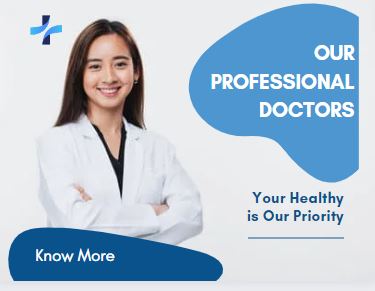 OUR
PROFESSIONAL
DOCTORS
Your Healthy
is Our Priority
Know More